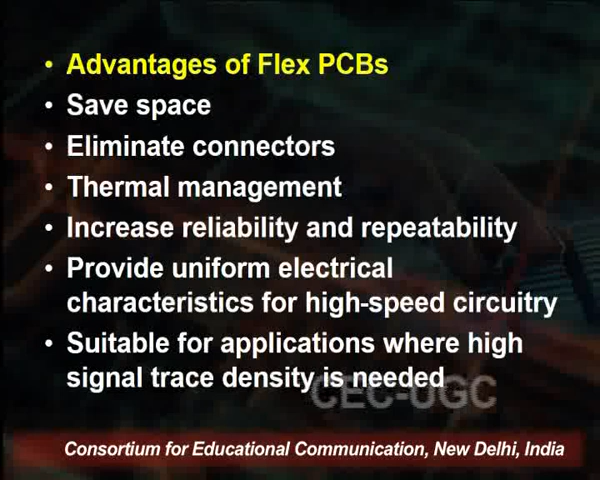 • Advantages of Flex PCBs
• Save space
• Eliminate connectors
• Thermal management
• Increase reliability and repeatability
• Provide uniform electrical
characteristics for high-speed circuitry
• Suitable for applications where high
signal trace density is needed
CEC-UGC
Consortium for Educational Communication, New Delhi, India